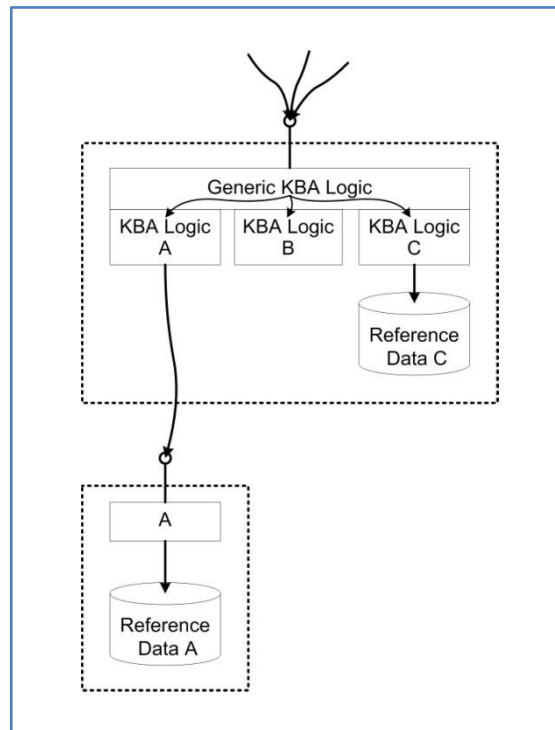 Generic KBA Logic
KBA Logic
A
KBA Logic
B
KBA Logic
C
Reference
Data C
A
Reference
Data A